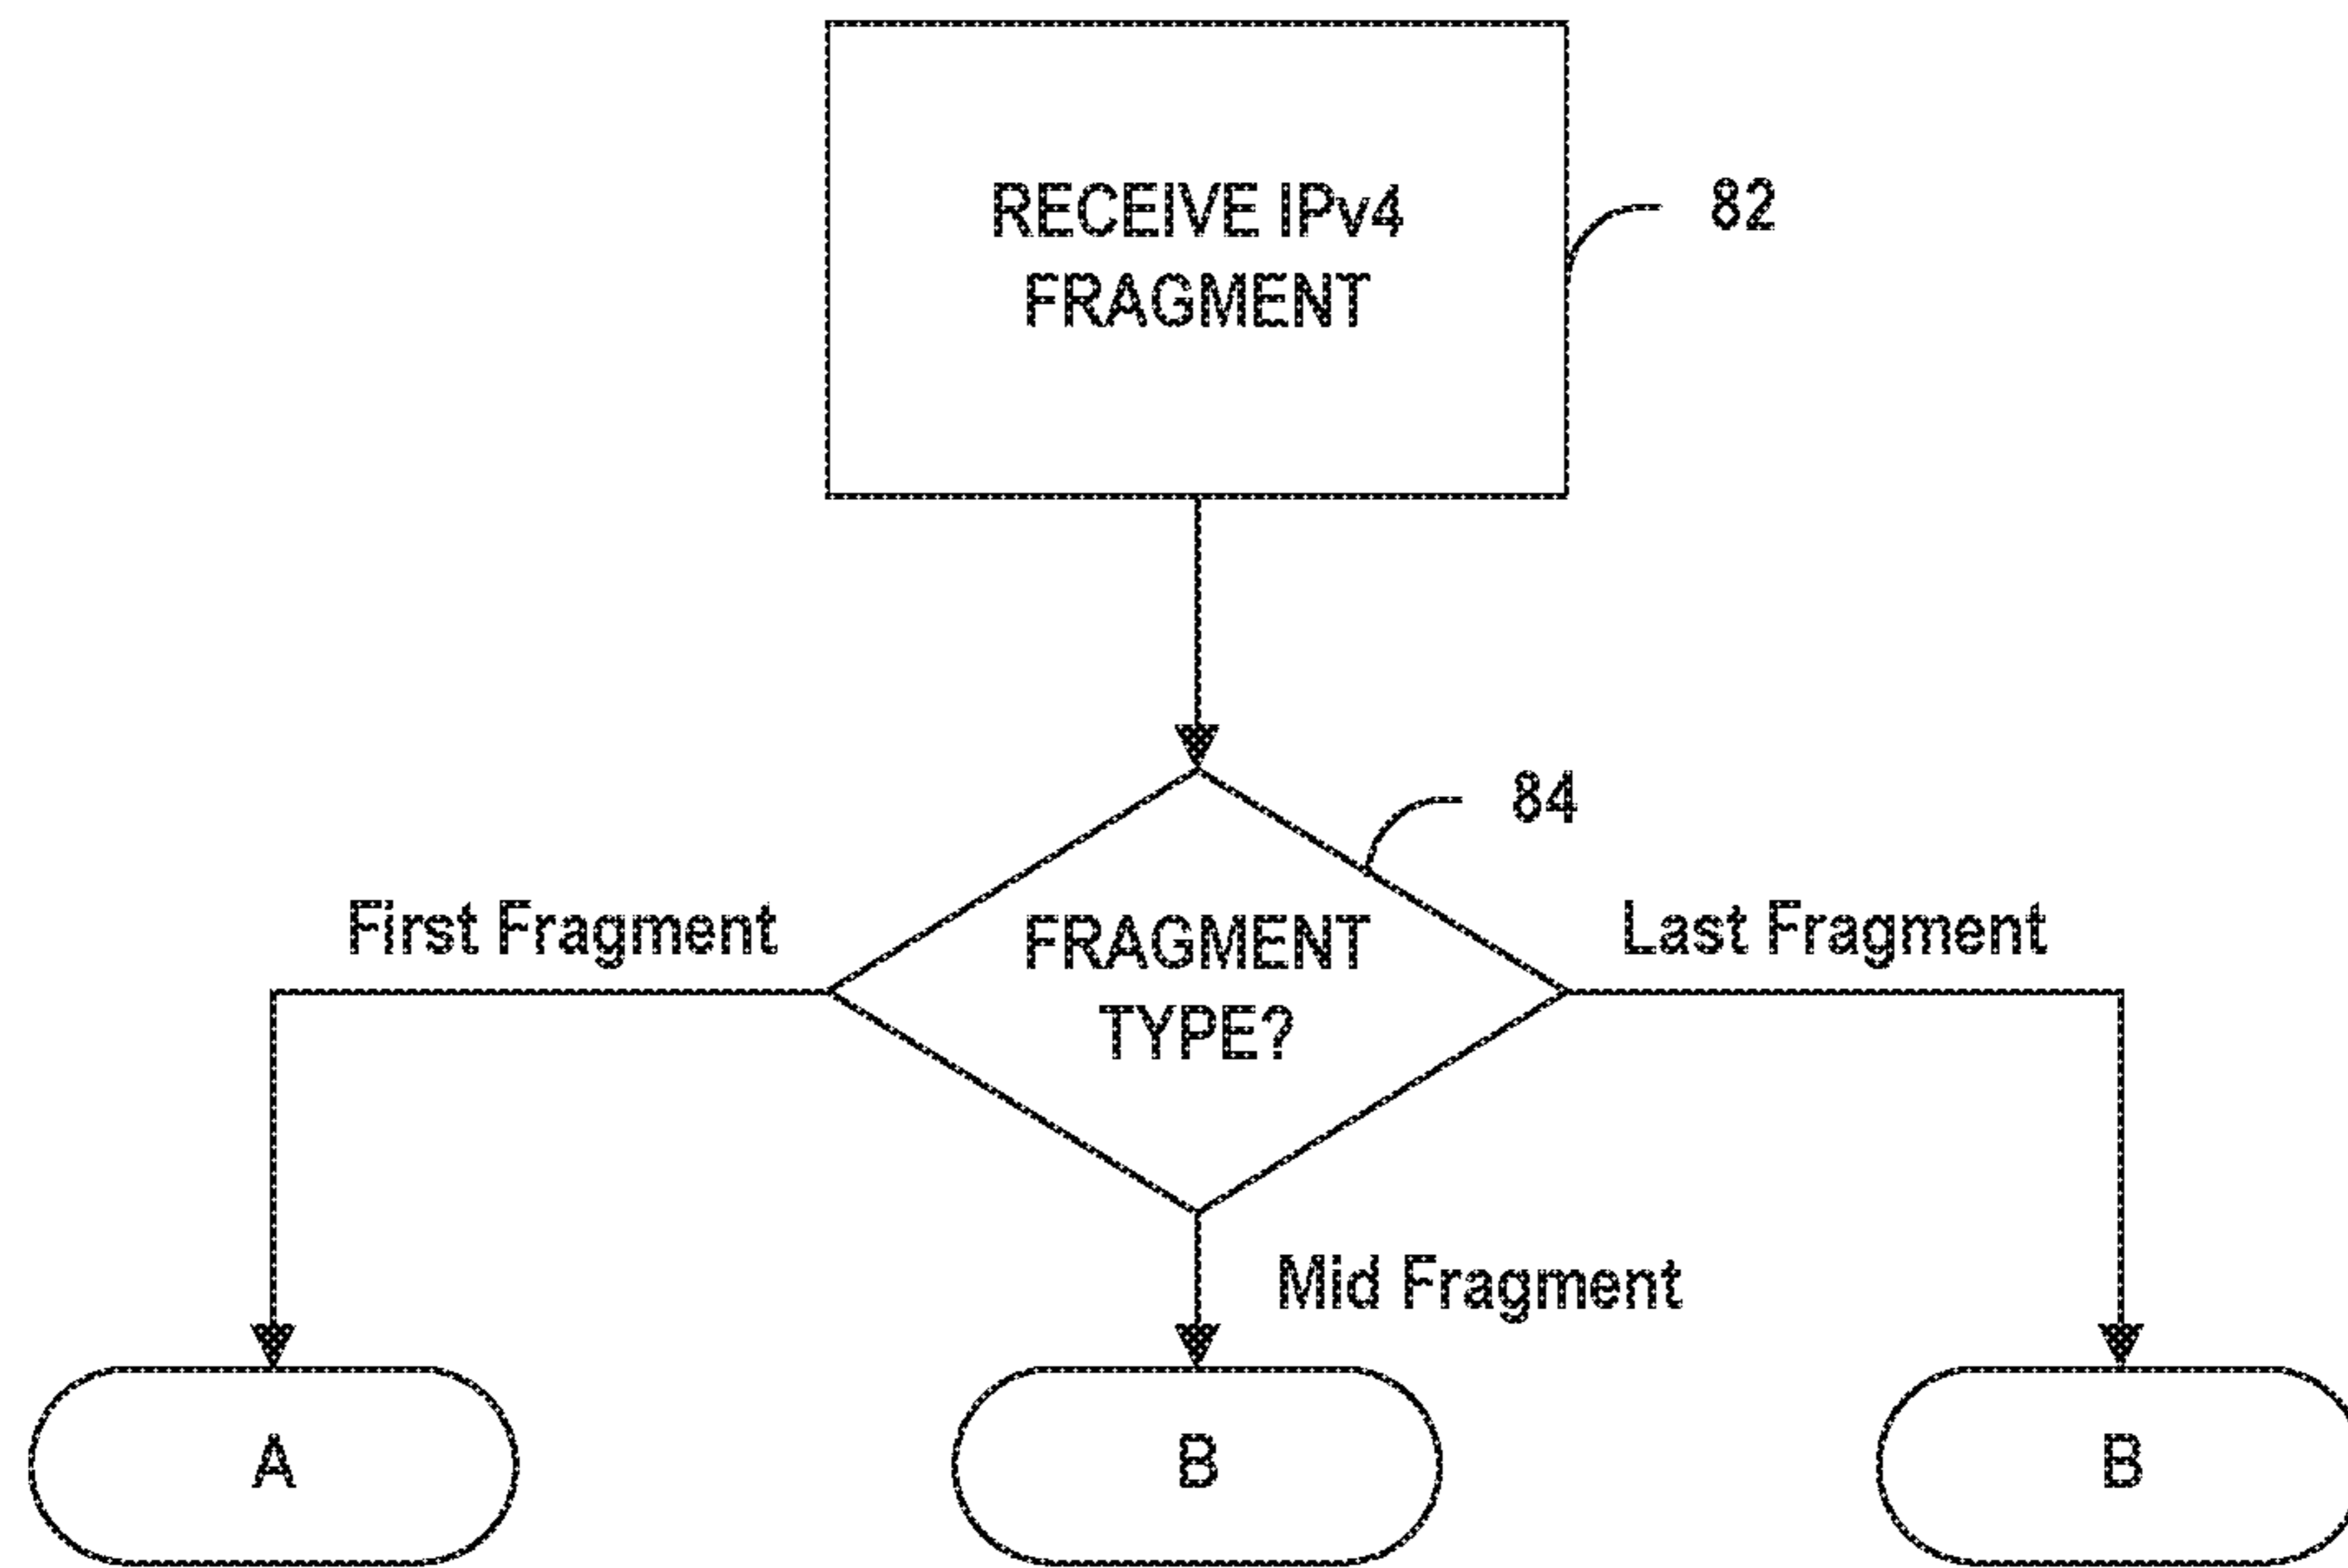 RECEIVE IPv4
FRAGMENT
82
84
First Fragment
FRAGMENT
TYPE?
Last Fragment
Mid Fragment
A
B
B